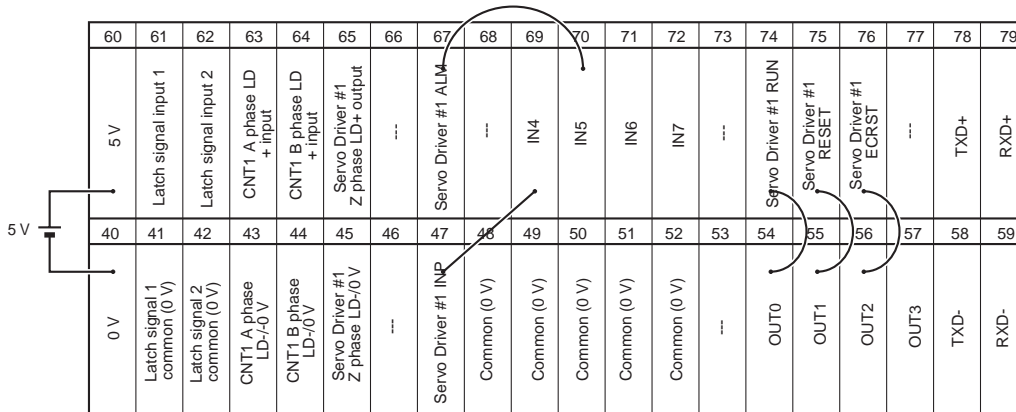 60 61 62 63 64 65 66 67 68 69 70 71 72 73 74 75 76 77 78 79
5 V
Latch signal input 1
Latch signal input 2
CNT1 A phase LD
+ input
CNT1 B phase LD
+ input
Servo Driver #1
Z phase LD+ output
---
Servo Driver #1 ALM
---
IN4
IN5
IN6
IN7
---
Servo Driver #1 RUN
Servo Driver #1
RESET
Servo Driver #1
ECRST
---
TXD+
RXD+
5 V
40 41 42 43 44 45 46 47 48 49 50 51 52 53 54 55 56 57 58 59
0 V
Latch signal 1
common (0 V)
Latch signal 2
common (0 V)
CNT1 A phase
LD-/-0 V
CNT1 B phase
LD-/0 V
Servo Driver #1
Z phase LD-/0 V
---
Servo Driver #1 INP
Common (0 V)
Common (0 V)
Common (0 V)
Common (0 V)
Common (0 V)
---
OUT0
OUT1
OUT2
OUT3
TXD-
RXD-